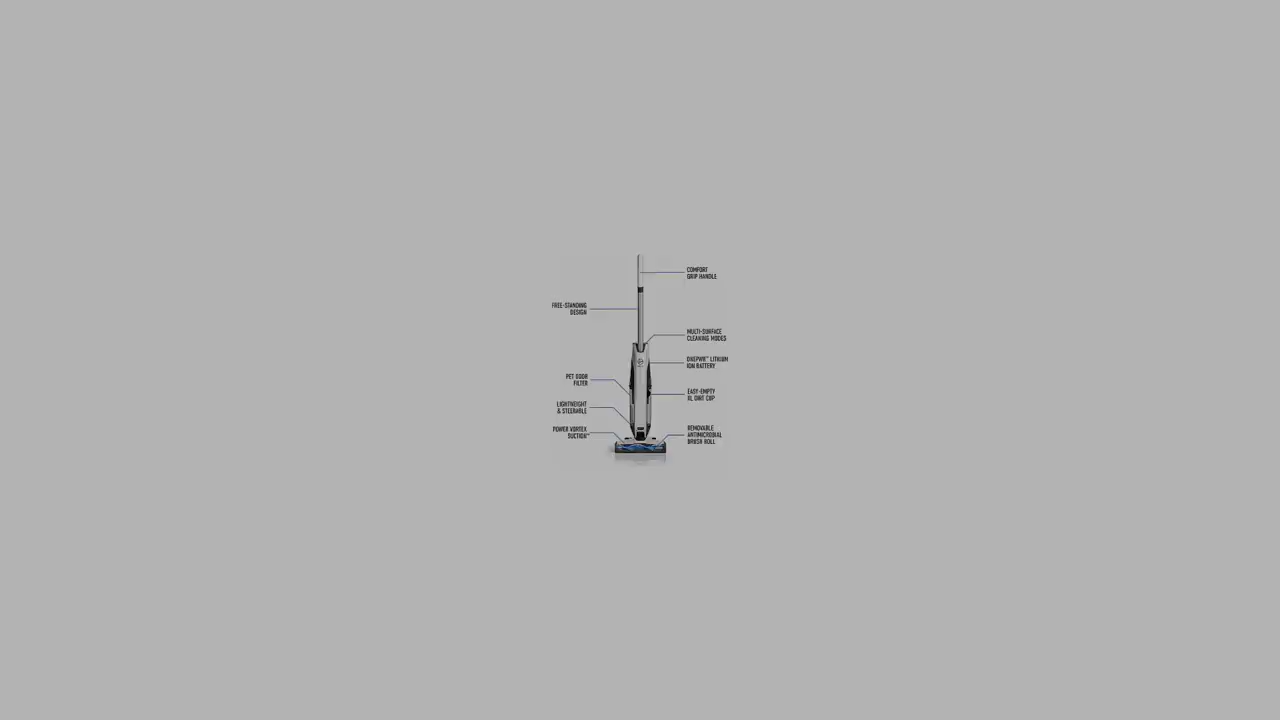 COMFORT
GRIP HANDLE
FREE-STANDING
DESIGN
MULTI-SURFACE
CLEANING MODES
ONEPWR™ LITHIUM
ION BATTERY
PET ODOR
FILTER
EASY-EMPTY
XL DIRT CUP
LIGHTWEIGHT
& STEERABLE
POWER VORTEX
SUCTION™
REMOVABLE
ANTIMICROBIAL
BRUSH ROLL